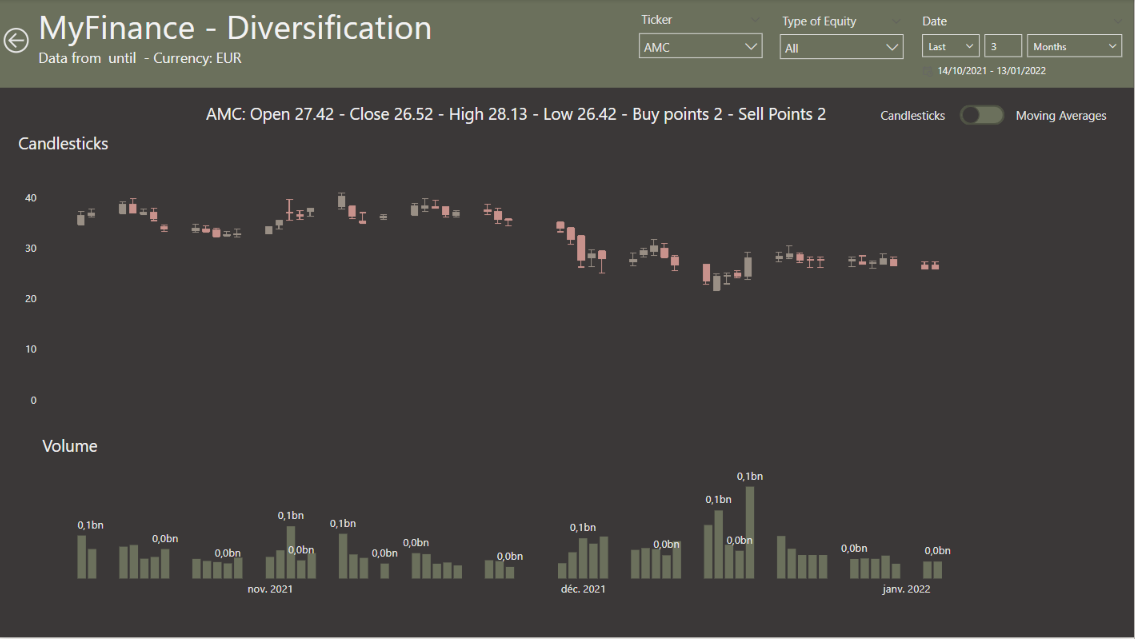 MyFinance - Diversification
Data from  until  - Currency: EUR
Ticker
AMC
Type of Equity
All
Date
Last
3
Months
14/10/2021 - 13/01/2022
AMC: Open 27.42 - Close 26.52 - High 28.13 - Low 26.42 - Buy points 2 - Sell Points 2
Candlesticks
Moving Averages
Candlesticks
40
30
20
10
0
Volume
0,1bn
0,0bn
0,0bn
0,1bn
0,0bn
0,1bn
0,0bn
0,0bn
0,0bn
0,1bn
0,0bn
0,1bn
0,0bn
0,1bn
0,0bn
0,0bn
nov. 2021
déc. 2021
janv. 2022